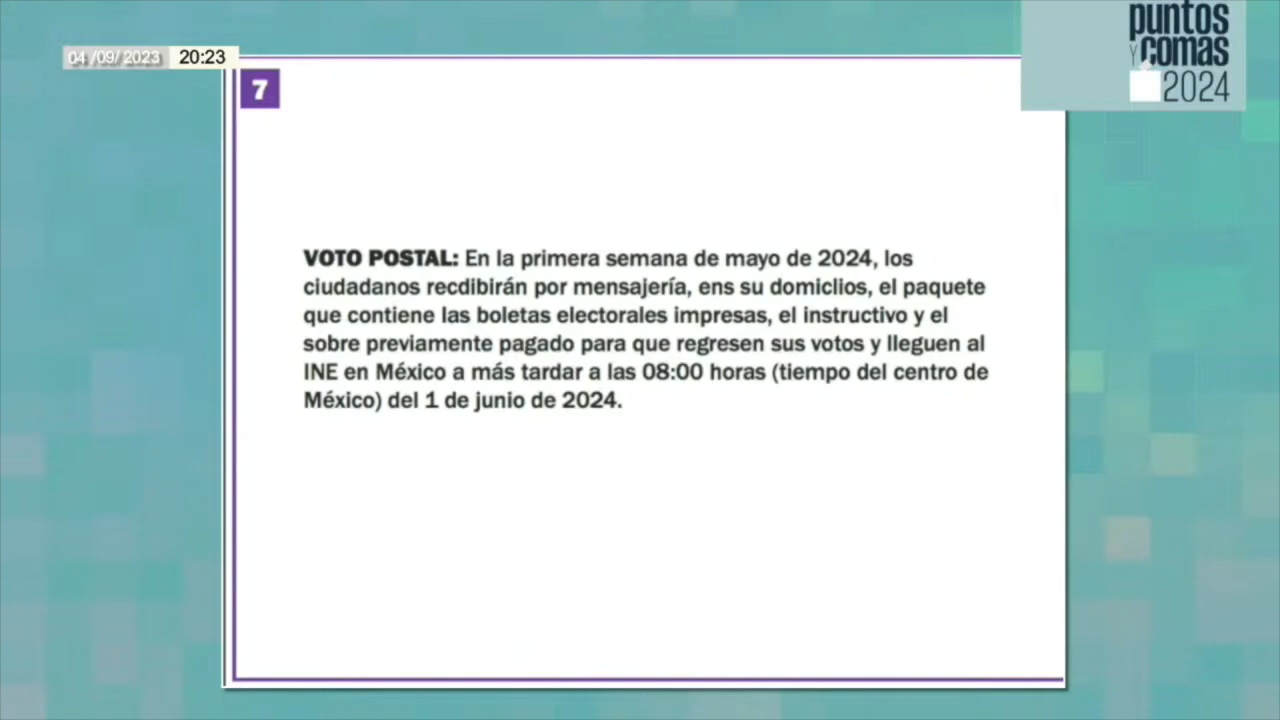 puntos
y comas
2024
04 /09/ 2023 20:23
7
VOTO POSTAL: En la primera semana de mayo de 2024, los
ciudadanos recdibirán por mensajería, ens su domiclios, el paquete
que contiene las boletas electorales impresas, el instructivo y el
sobre previamente pagado para que regresen sus votos y lleguen al
INE en México a más tardar a las 08:00 horas (tiempo del centro de
México) del 1 de junio de 2024.